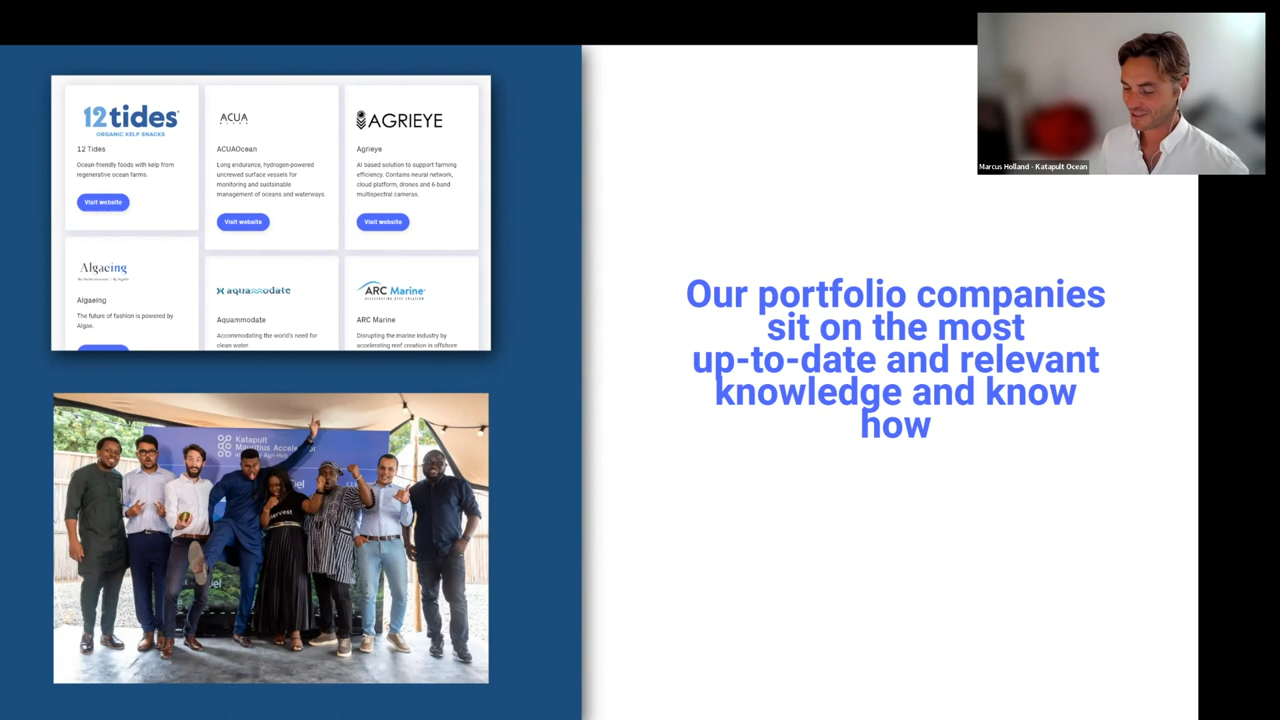 12tides
ORGANIC KELP SNACKS
12 Tides
Ocean-friendly foods with kelp from
regenerative ocean farms.
Visit website
ACUA
ACUAOcean
Long endurance, hydrogen-powered
uncrewed surface vessels for
monitoring and sustainable
management of oceans and waterways.
Visit website
AGRIEYE
Agrieye
AI based solution to support farming
efficiency. Contains neural network,
cloud platform, drones and 6-band
multispectral cameras.
Visit website
Algaeing
Algaeing
The future of fashion is powered by
Algae.
aquammodate
Aquammodate
Accommodating the world's need for
clean water.
ARC Marine
ACCELERATING REEF CREATION
ARC Marine
Disrupting the marine industry by
accelerating reef creation in offshore
Katapult
Mauritius Accelerator
Marcus Holland - Katapult Ocean
Our portfolio companies
sit on the most
up-to-date and relevant
knowledge and know
how